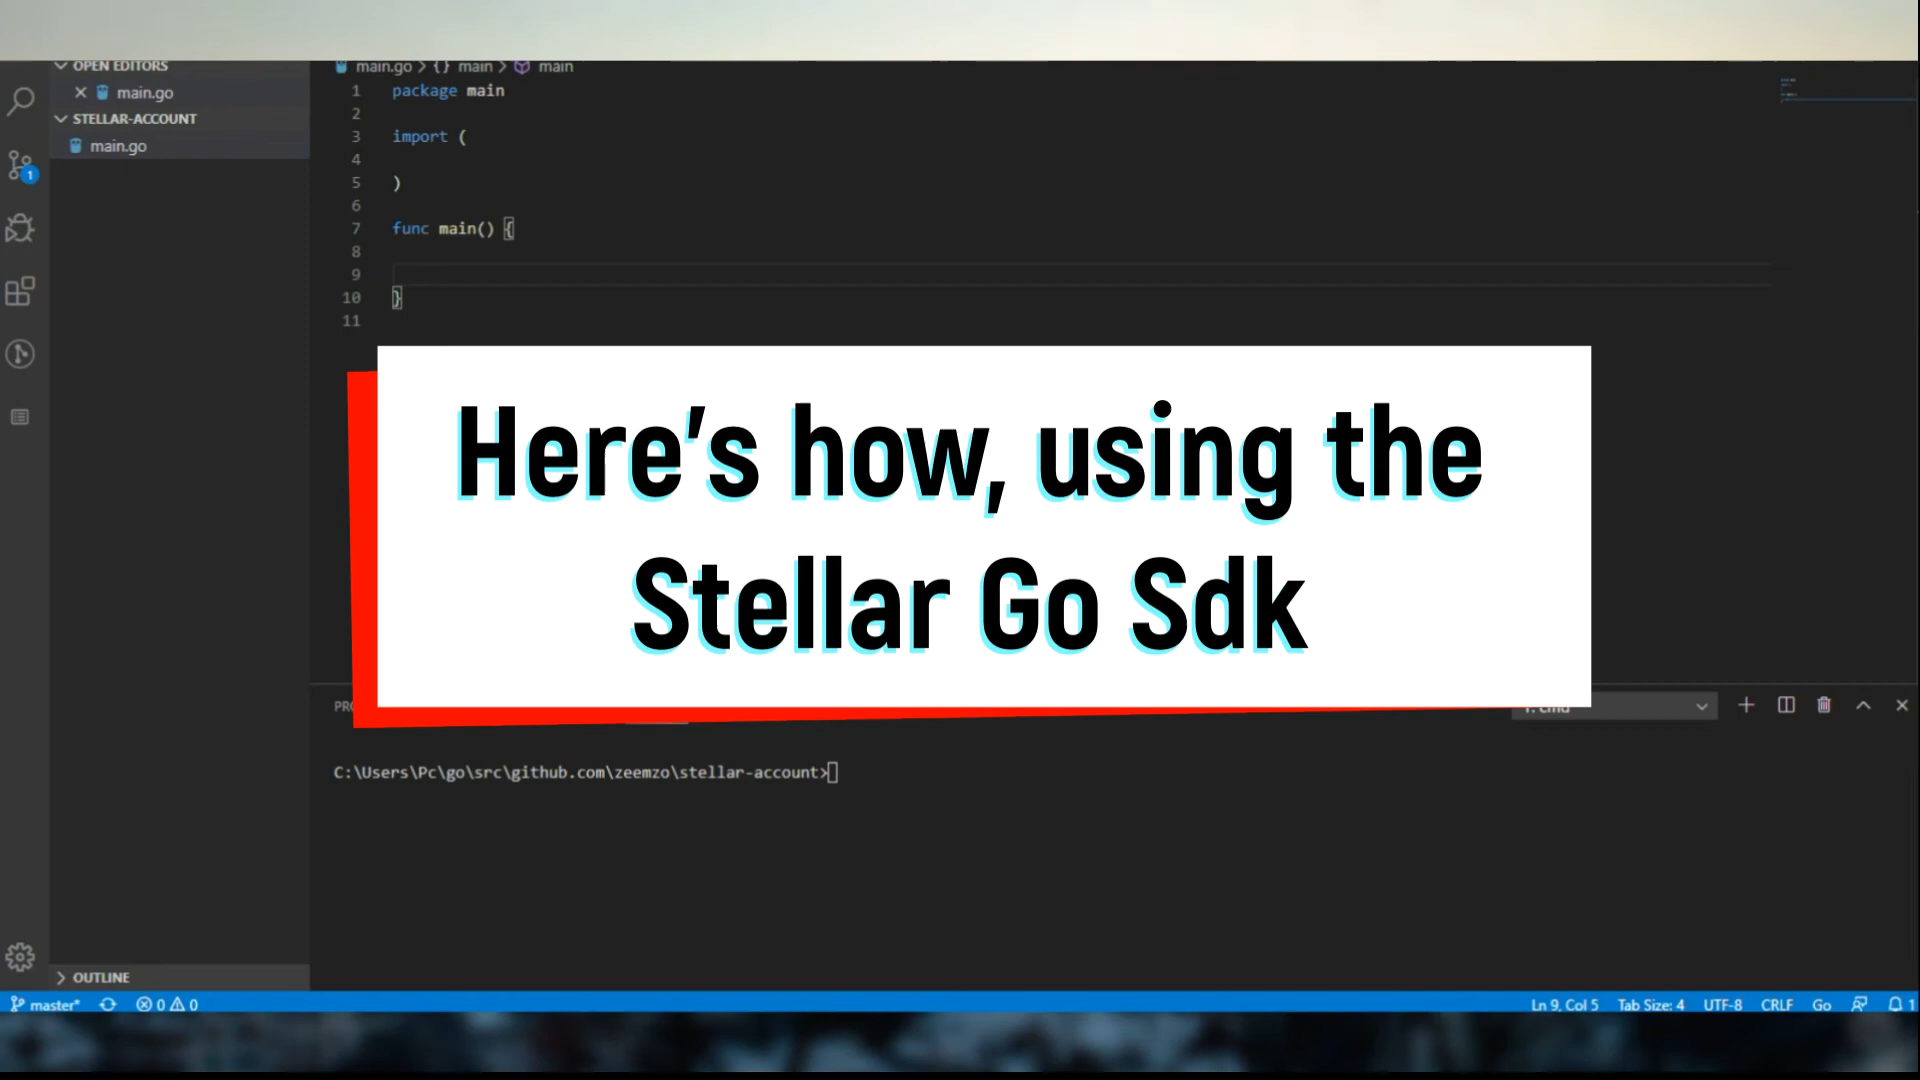 OPEN EDITORS
main.go
STELLAR-ACCOUNT
main.go
main.go > {} main > main
1 package main
2
3 import (
4
5 )
6
7 func main() {
8
9
10 }
11
Here's how, using the
Stellar Go Sdk
C:\Users\Pc\go\src\github.com\zeemzo\stellar-account>
OUTLINE
master* 0 0
Ln 9, Col 5 Tab Size: 4 UTF-8 CRLF Go 1
1